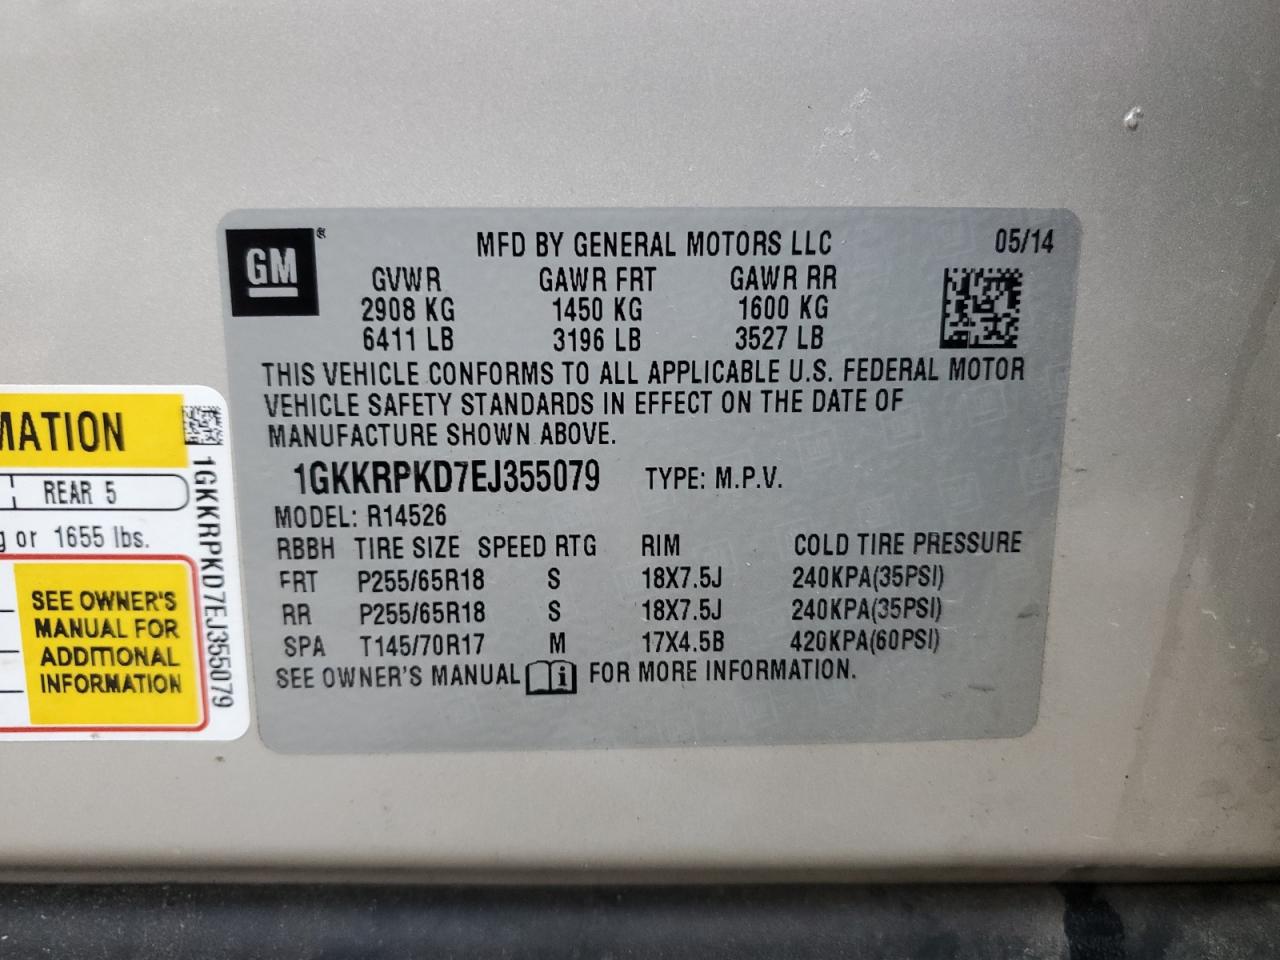 GM ®
MFD BY GENERAL MOTORS LLC 05/14
GVWR GAWR FRT GAWR RR
2908 KG 1450 KG 1600 KG
6411 LB 3196 LB 3527 LB
THIS VEHICLE CONFORMS TO ALL APPLICABLE U.S. FEDERAL MOTOR
VEHICLE SAFETY STANDARDS IN EFFECT ON THE DATE OF
MANUFACTURE SHOWN ABOVE.
1GKKRPKD7EJ355079 TYPE: M.P.V.
MODEL: R14526
RBBH TIRE SIZE SPEED RTG RIM COLD TIRE PRESSURE
FRT P255/65R18 S 18X7.5J 240KPA(35PSI)
RR P255/65R18 S 18X7.5J 240KPA(35PSI)
SPA T145/70R17 M 17X4.5B 420KPA(60PSI)
SEE OWNER'S MANUAL i FOR MORE INFORMATION.
MATION
REAR 5
g or 1655 lbs.
SEE OWNER'S
MANUAL FOR
ADDITIONAL
INFORMATION
1GKKRPKD7EJ355079